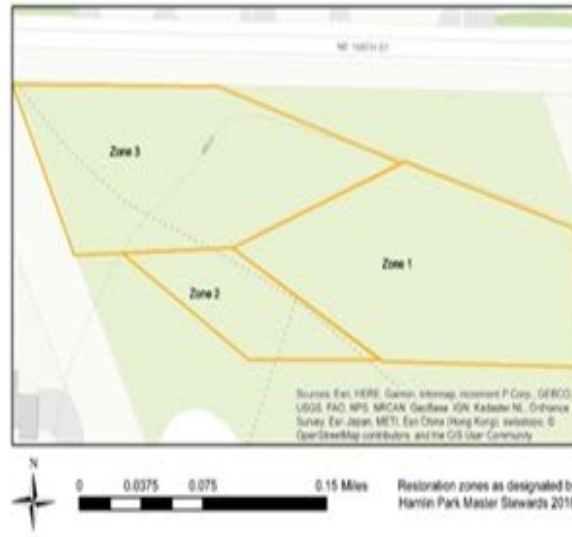 Zone 3
Zone 1
Zone 2
Sources: Esri, HERE, Garmin, Intermap, increment P Corp., GEBCO,
USGS, FAO, NPS, NRCAN, GeoBase, IGN, Kadaster NL, Ordnance
Survey, Esri Japan, METI, Esri China (Hong Kong), swisstopo, ©
OpenStreetMap contributors, and the GIS User Community
N
0 0.0375 0.075 0.15 Miles
Restoration zones as designated by
Hamlin Park Master Stewards